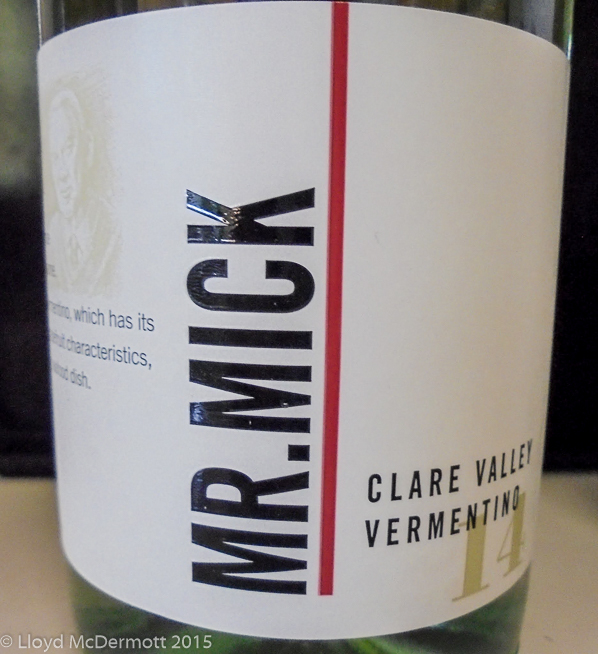 which has its
characteristics,
dish.
MR.MICK
CLARE VALLEY
VERMENTINO
14
© Lloyd McDermott 2015